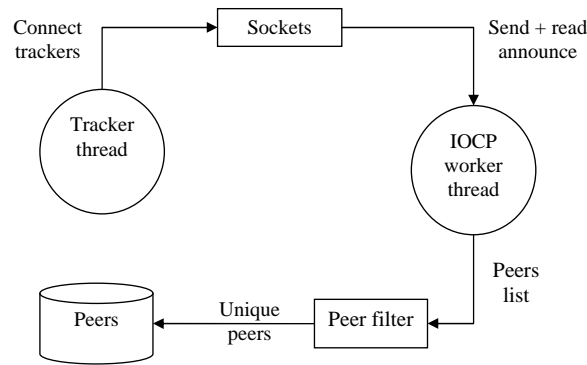 Connect
trackers
Sockets
Send + read
announce
Tracker
thread
IOCP
worker
thread
Peers
list
Peers
Unique
peers
Peer filter